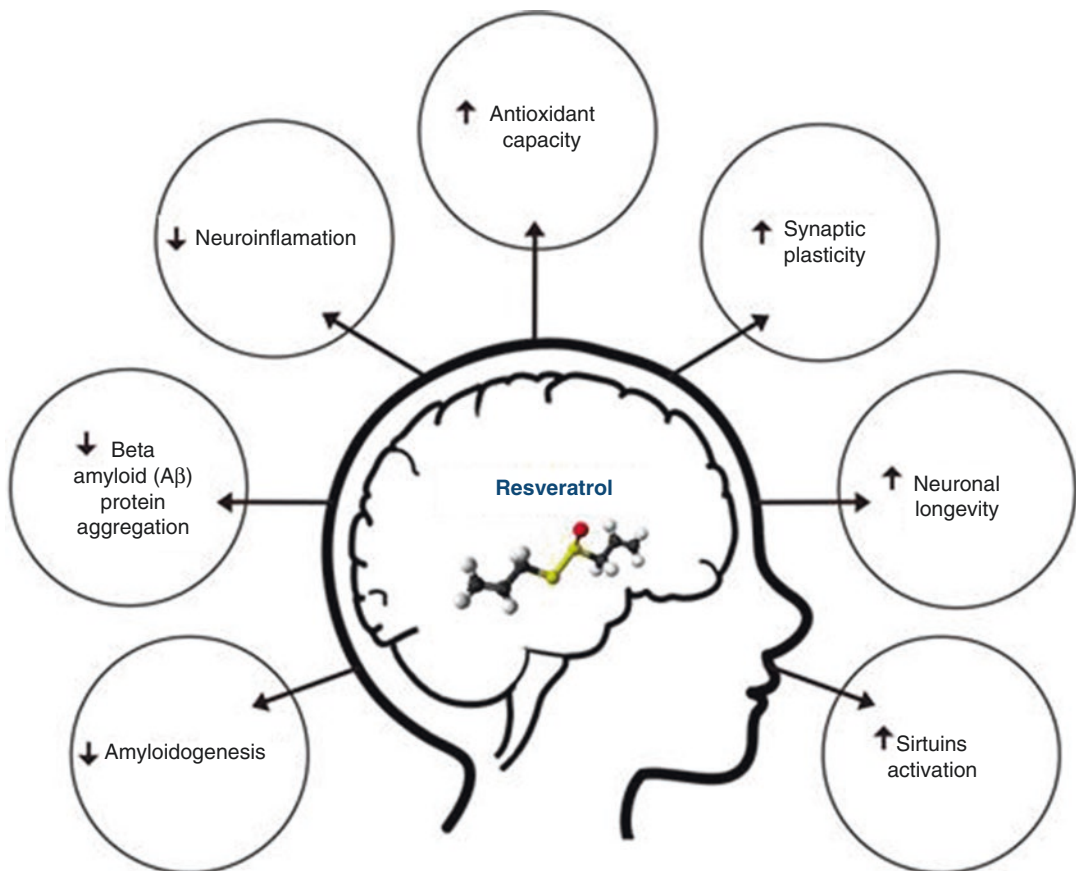 ↑ Antioxidant
capacity
↓ Neuroinflamation
↑ Synaptic
plasticity
↓ Beta
amyloid (Aβ)
protein
aggregation
Resveratrol
↑ Neuronal
longevity
↓ Amyloidogenesis
↑ Sirtuins
activation